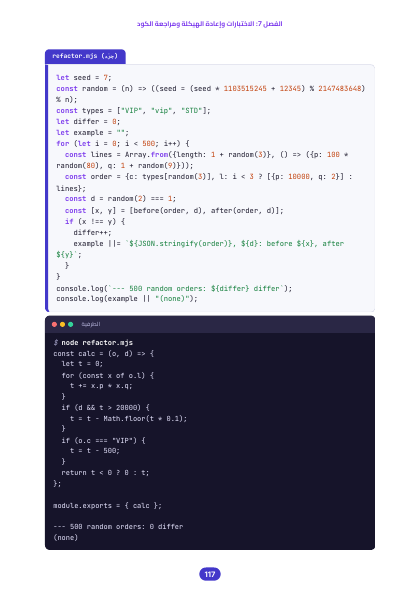 الفصل 7: الاختبارات وإعادة الهيكلة ومراجعة الكود
refactor.mjs (جزء)
let seed = 7;
const random = (n) => ((seed = (seed * 1103515245 + 12345) % 2147483648)
% n);
const types = ["VIP", "vip", "STD"];
let differ = 0;
let example = "";
for (let i = 0; i < 500; i++) {
  const lines = Array.from({length: 1 + random(3)}, () => ({p: 100 *
random(80), q: 1 + random(9)}));
  const order = {c: types[random(3)], l: i < 3 ? [{p: 10000, q: 2}] :
lines};
  const d = random(2) === 1;
  const [x, y] = [before(order, d), after(order, d)];
  if (x !== y) {
    differ++;
    example ||= `${JSON.stringify(order)}, ${d}: before ${x}, after
${y}`;
  }
}
console.log(`--- 500 random orders: ${differ} differ`);
console.log(example || "(none)");
الطرفية
$ node refactor.mjs
const calc = (o, d) => {
  let t = 0;
  for (const x of o.l) {
    t += x.p * x.q;
  }
  if (d && t > 20000) {
    t = t - Math.floor(t * 0.1);
  }
  if (o.c === "VIP") {
    t = t - 500;
  }
  return t < 0 ? 0 : t;
};
module.exports = { calc };
--- 500 random orders: 0 differ
(none)
117